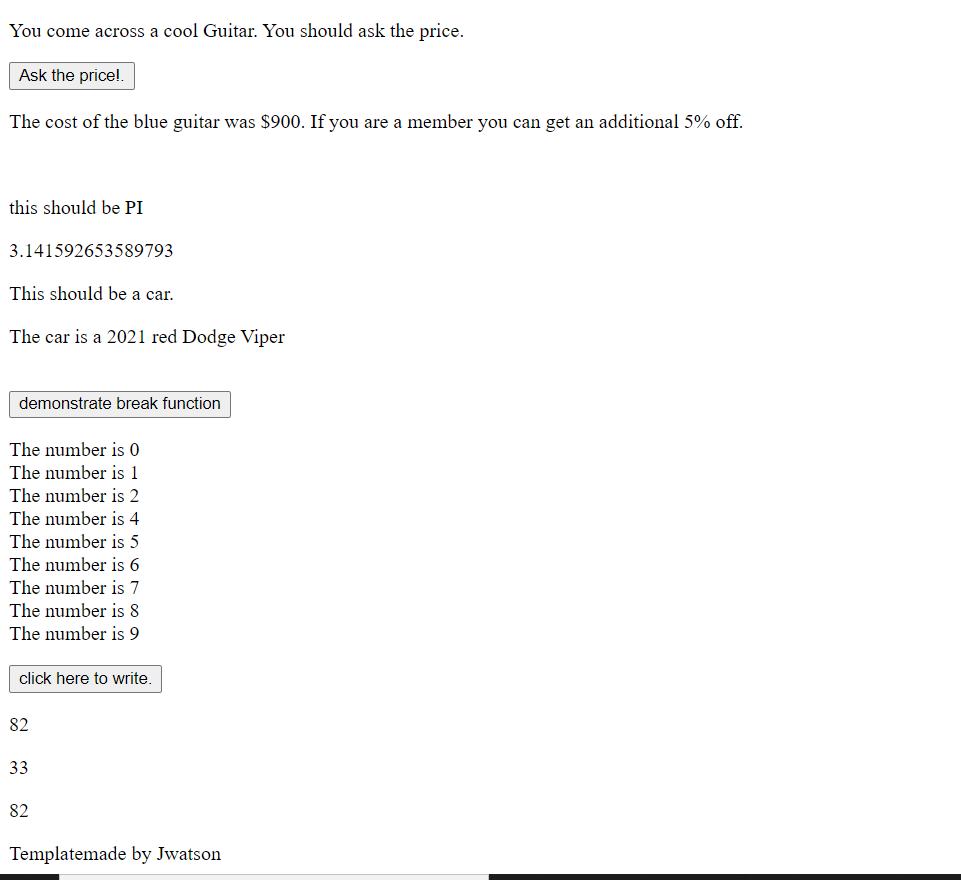 You come across a cool Guitar. You should ask the price.
Ask the price!.
The cost of the blue guitar was $900. If you are a member you can get an additional 5% off.
this should be PI
3.141592653589793
This should be a car.
The car is a 2021 red Dodge Viper
demonstrate break function
The number is 0
The number is 1
The number is 2
The number is 4
The number is 5
The number is 6
The number is 7
The number is 8
The number is 9
click here to write.
82
33
82
Templatemade by Jwatson